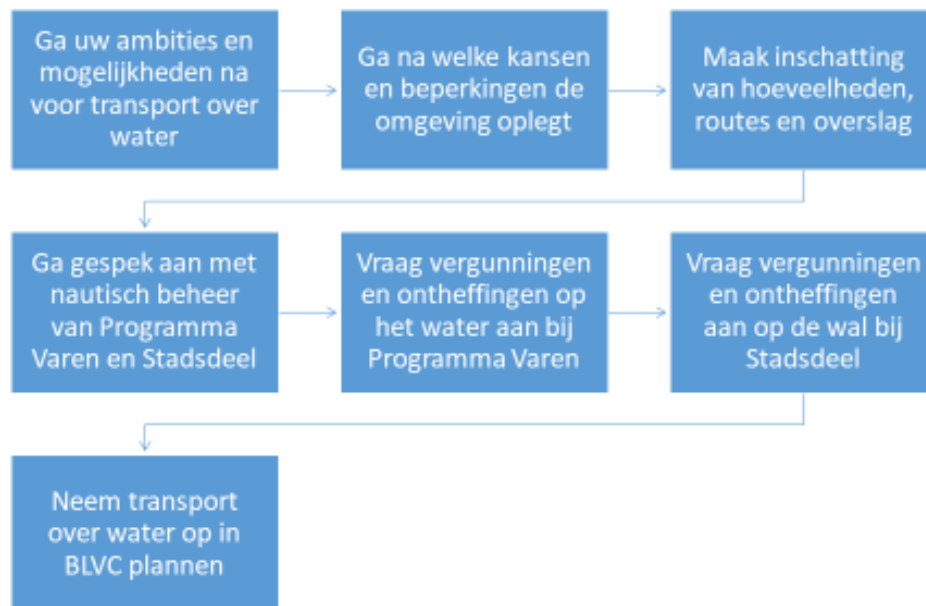 Ga uw ambities en
mogelijkheden na
voor transport over
water
Ga na welke kansen
en beperkingen de
omgeving oplegt
Maak inschatting
van hoeveelheden,
routes en overslag
Ga gespek aan met
nautisch beheer
van Programma
Varen en Stadsdeel
Vraag vergunningen
en ontheffingen op
het water aan bij
Programma Varen
Vraag vergunningen
en ontheffingen
aan op de wal bij
Stadsdeel
Neem transport
over water op in
BLVC plannen